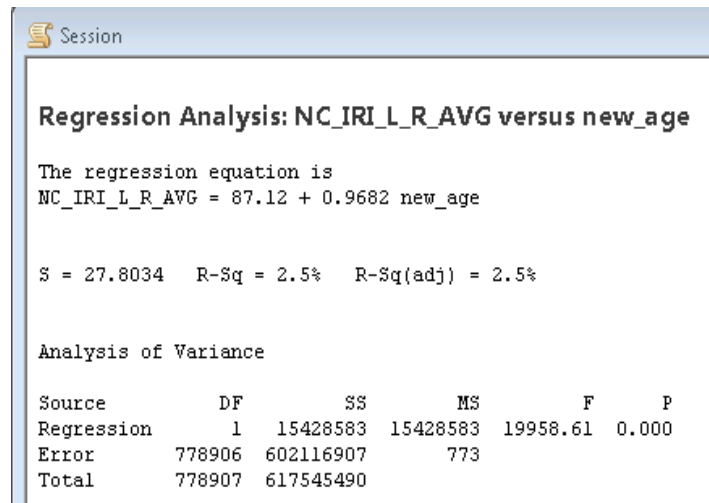 Session
Regression Analysis: NC_IRI_L_R_AVG versus new_age
The regression equation is
NC_IRI_L_R_AVG = 87.12 + 0.9682 new_age
S = 27.8034 R-Sq = 2.5% R-Sq(adj) = 2.5%
Analysis of Variance
Source DF SS MS F P
Regression 1 15428583 15428583 19958.61 0.000
Error 778906 602116907 773
Total 778907 617545490